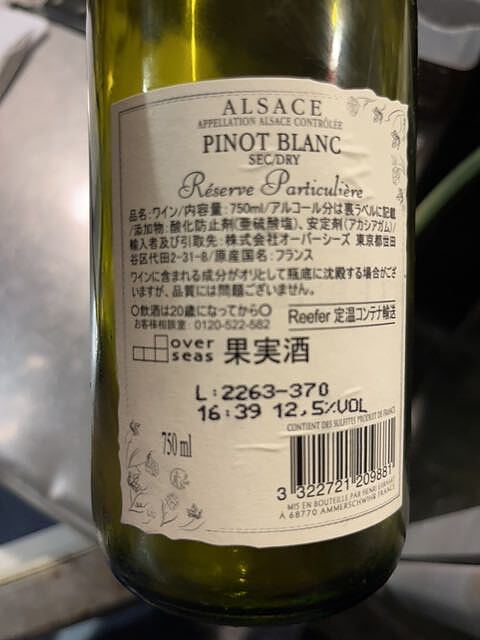 ALSACE
APPELLATION ALSACE CONTRÔLÉE
PINOT BLANC
SEC/DRY
Réserve Particulière
品名:ワイン/内容量:750ml/アルコール分は裏ラベルに記載
/添加物:酸化防止剤(亜硫酸塩)、安定剤(アカシアガム)/
輸入者及び引取先:株式会社オーバーシーズ 東京都世田
谷区代田2-31-8/原産国名:フランス
ワインに含まれる成分がオリとして瓶底に沈殿する場合がござ
いますが、品質には問題ございません。
〇飲酒は20歳になってから〇
お客様相談室:0120-522-582
Reefer 定温コンテナ輸送
over
seas 果実酒
L:2263-370
16:39 12,5%VOL
CONTIENT DES SULFITES PRODUIT DE FRANCE
750 ml
3 322721 209881
MIS EN BOUTEILLE PAR HENRI EHRHART
À 68770 AMMERSCHWIHR FRANCE